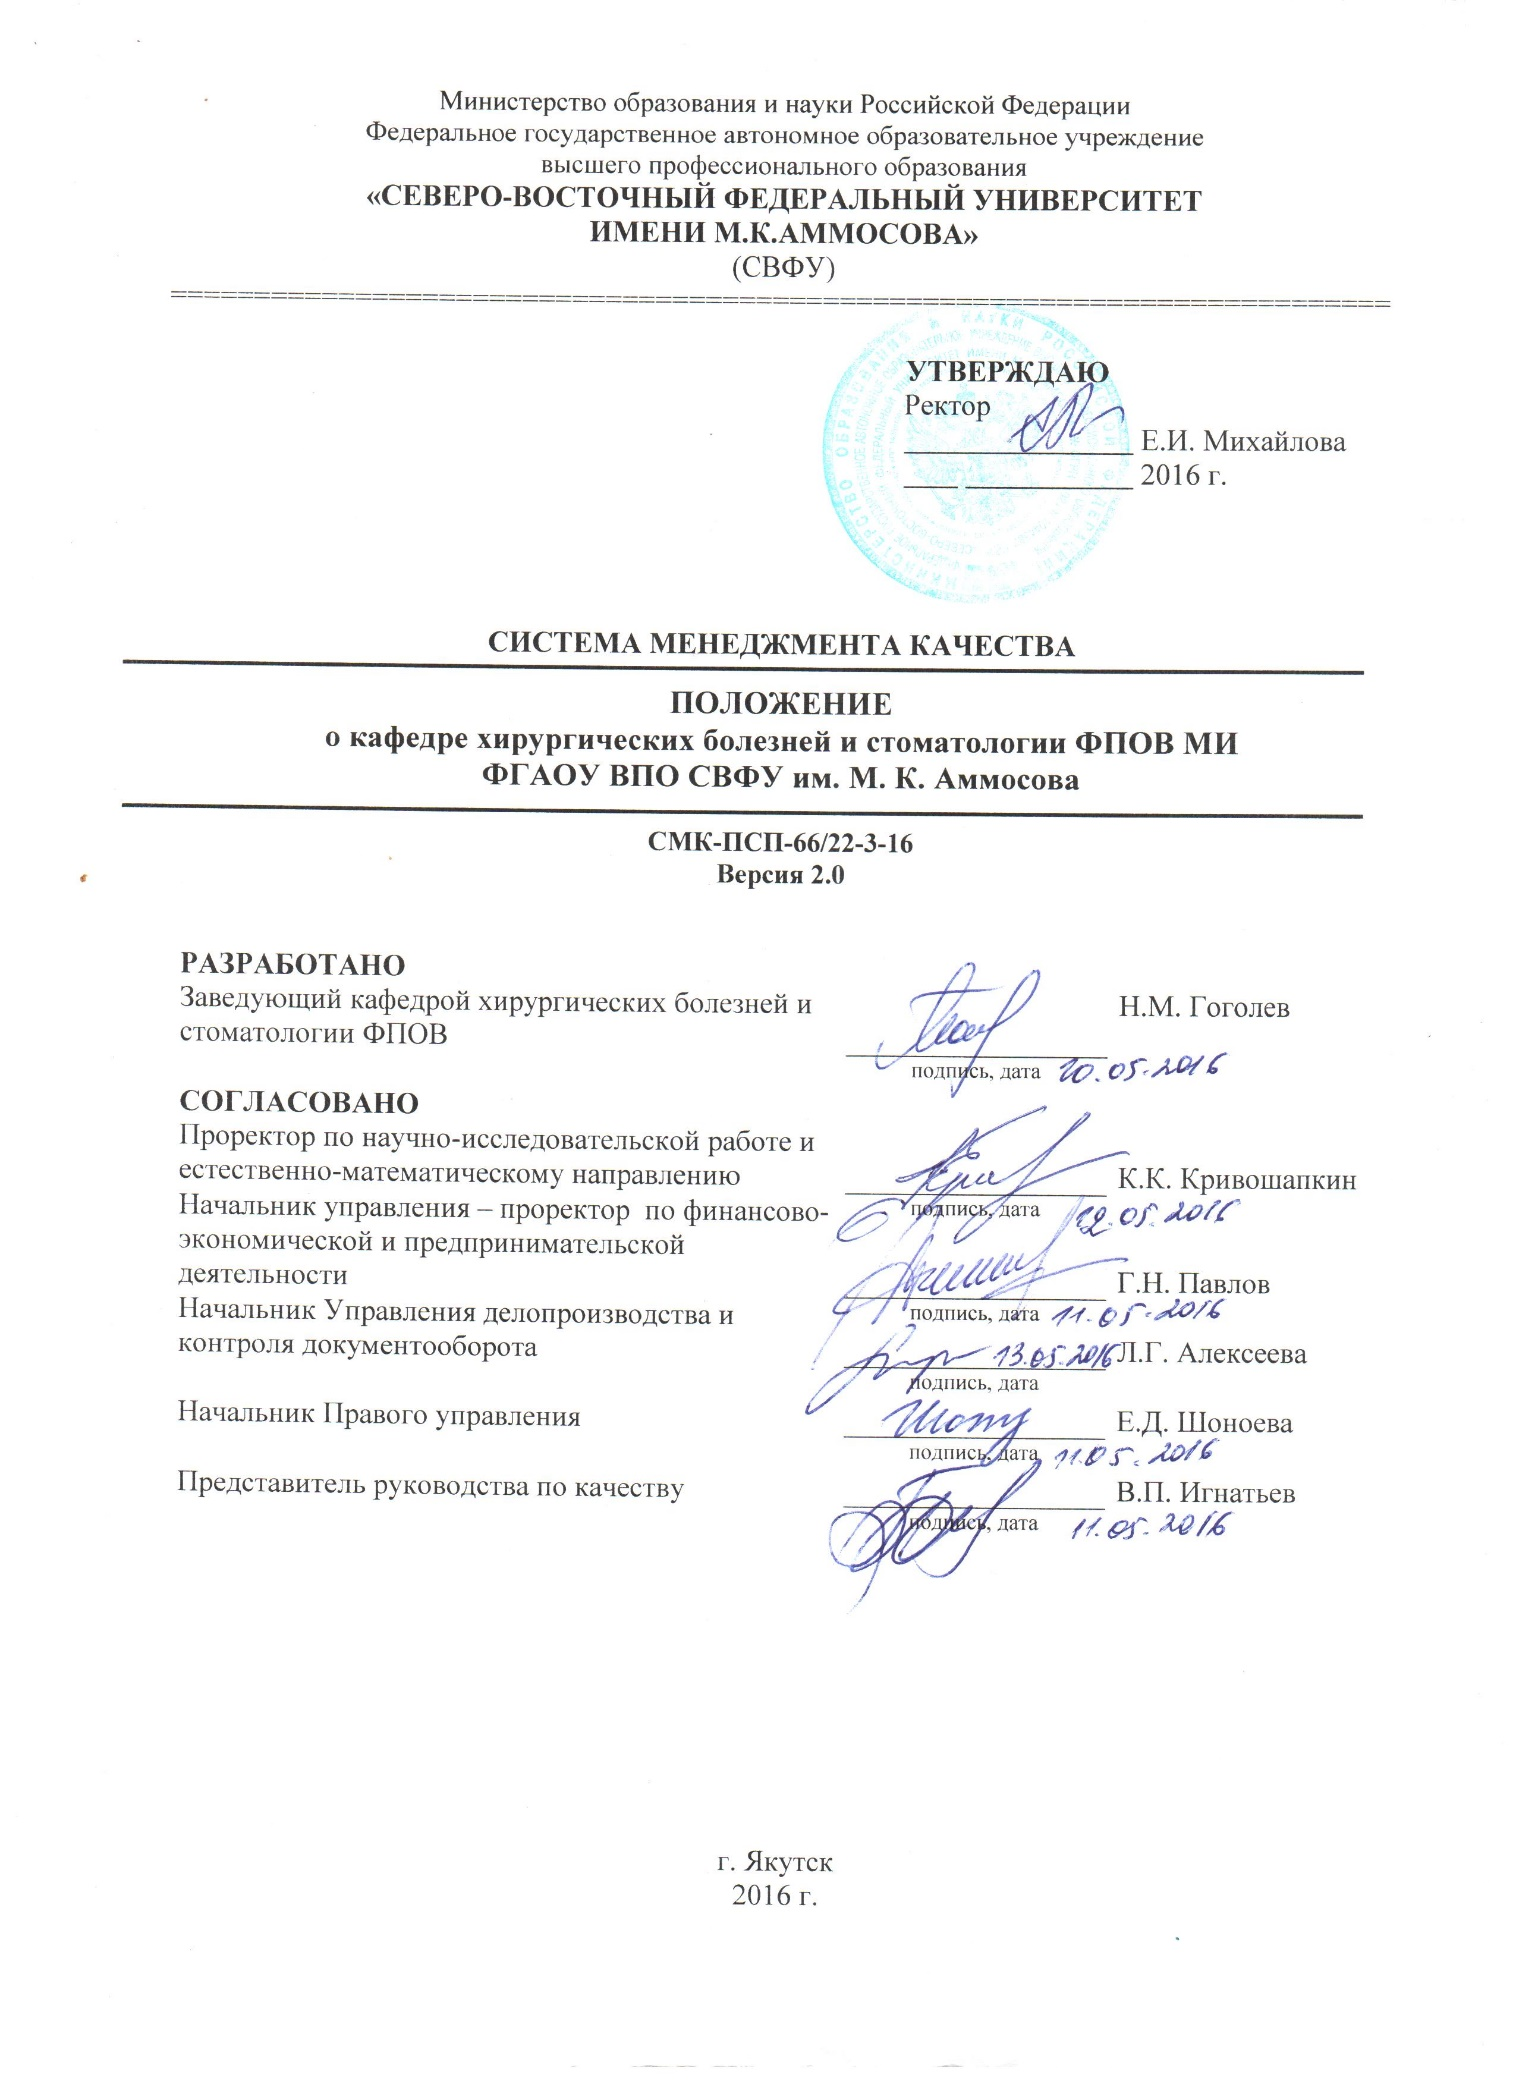 Министерство образования и науки Российской Федерации
Федеральное государственное автономное образовательное учреждение
высшего профессионального образования
«СЕВЕРО-ВОСТОЧНЫЙ ФЕДЕРАЛЬНЫЙ УНИВЕРСИТЕТ
ИМЕНИ М.К.АММОСОВА»
(СВФУ)
УТВЕРЖДАЮ
Ректор
Е.И. Михайлова
2016 г.
СИСТЕМА МЕНЕДЖМЕНТА КАЧЕСТВА
ПОЛОЖЕНИЕ
о кафедре хирургических болезней и стоматологии ФПОВ МИ
ФГАОУ ВПО СВФУ им. М. К. Аммосова
СМК-ПСП-66/22-3-16
Версия 2.0
РАЗРАБОТАНО
Заведующий кафедрой хирургических болезней и Н.М. Гоголев
стоматологии ФПОВ
подпись, дата 10.05.2016
СОГЛАСОВАНО
Проректор по научно-исследовательской работе и
естественно-математическому направлению К.К. Кривошапкин
Начальник управления – проректор по финансово- подпись, дата 12.05.2016
экономической и предпринимательской
деятельности Г.Н. Павлов
Начальник Управления делопроизводства и подпись, дата 11.05.2016
контроля документооборота 13.05.2016 Л.Г. Алексеева
подпись, дата
Начальник Правого управления Е.Д. Шоноева
подпись, дата 11.05.2016
Представитель руководства по качеству В.П. Игнатьев
подпись, дата 11.05.2016
г. Якутск
2016 г.